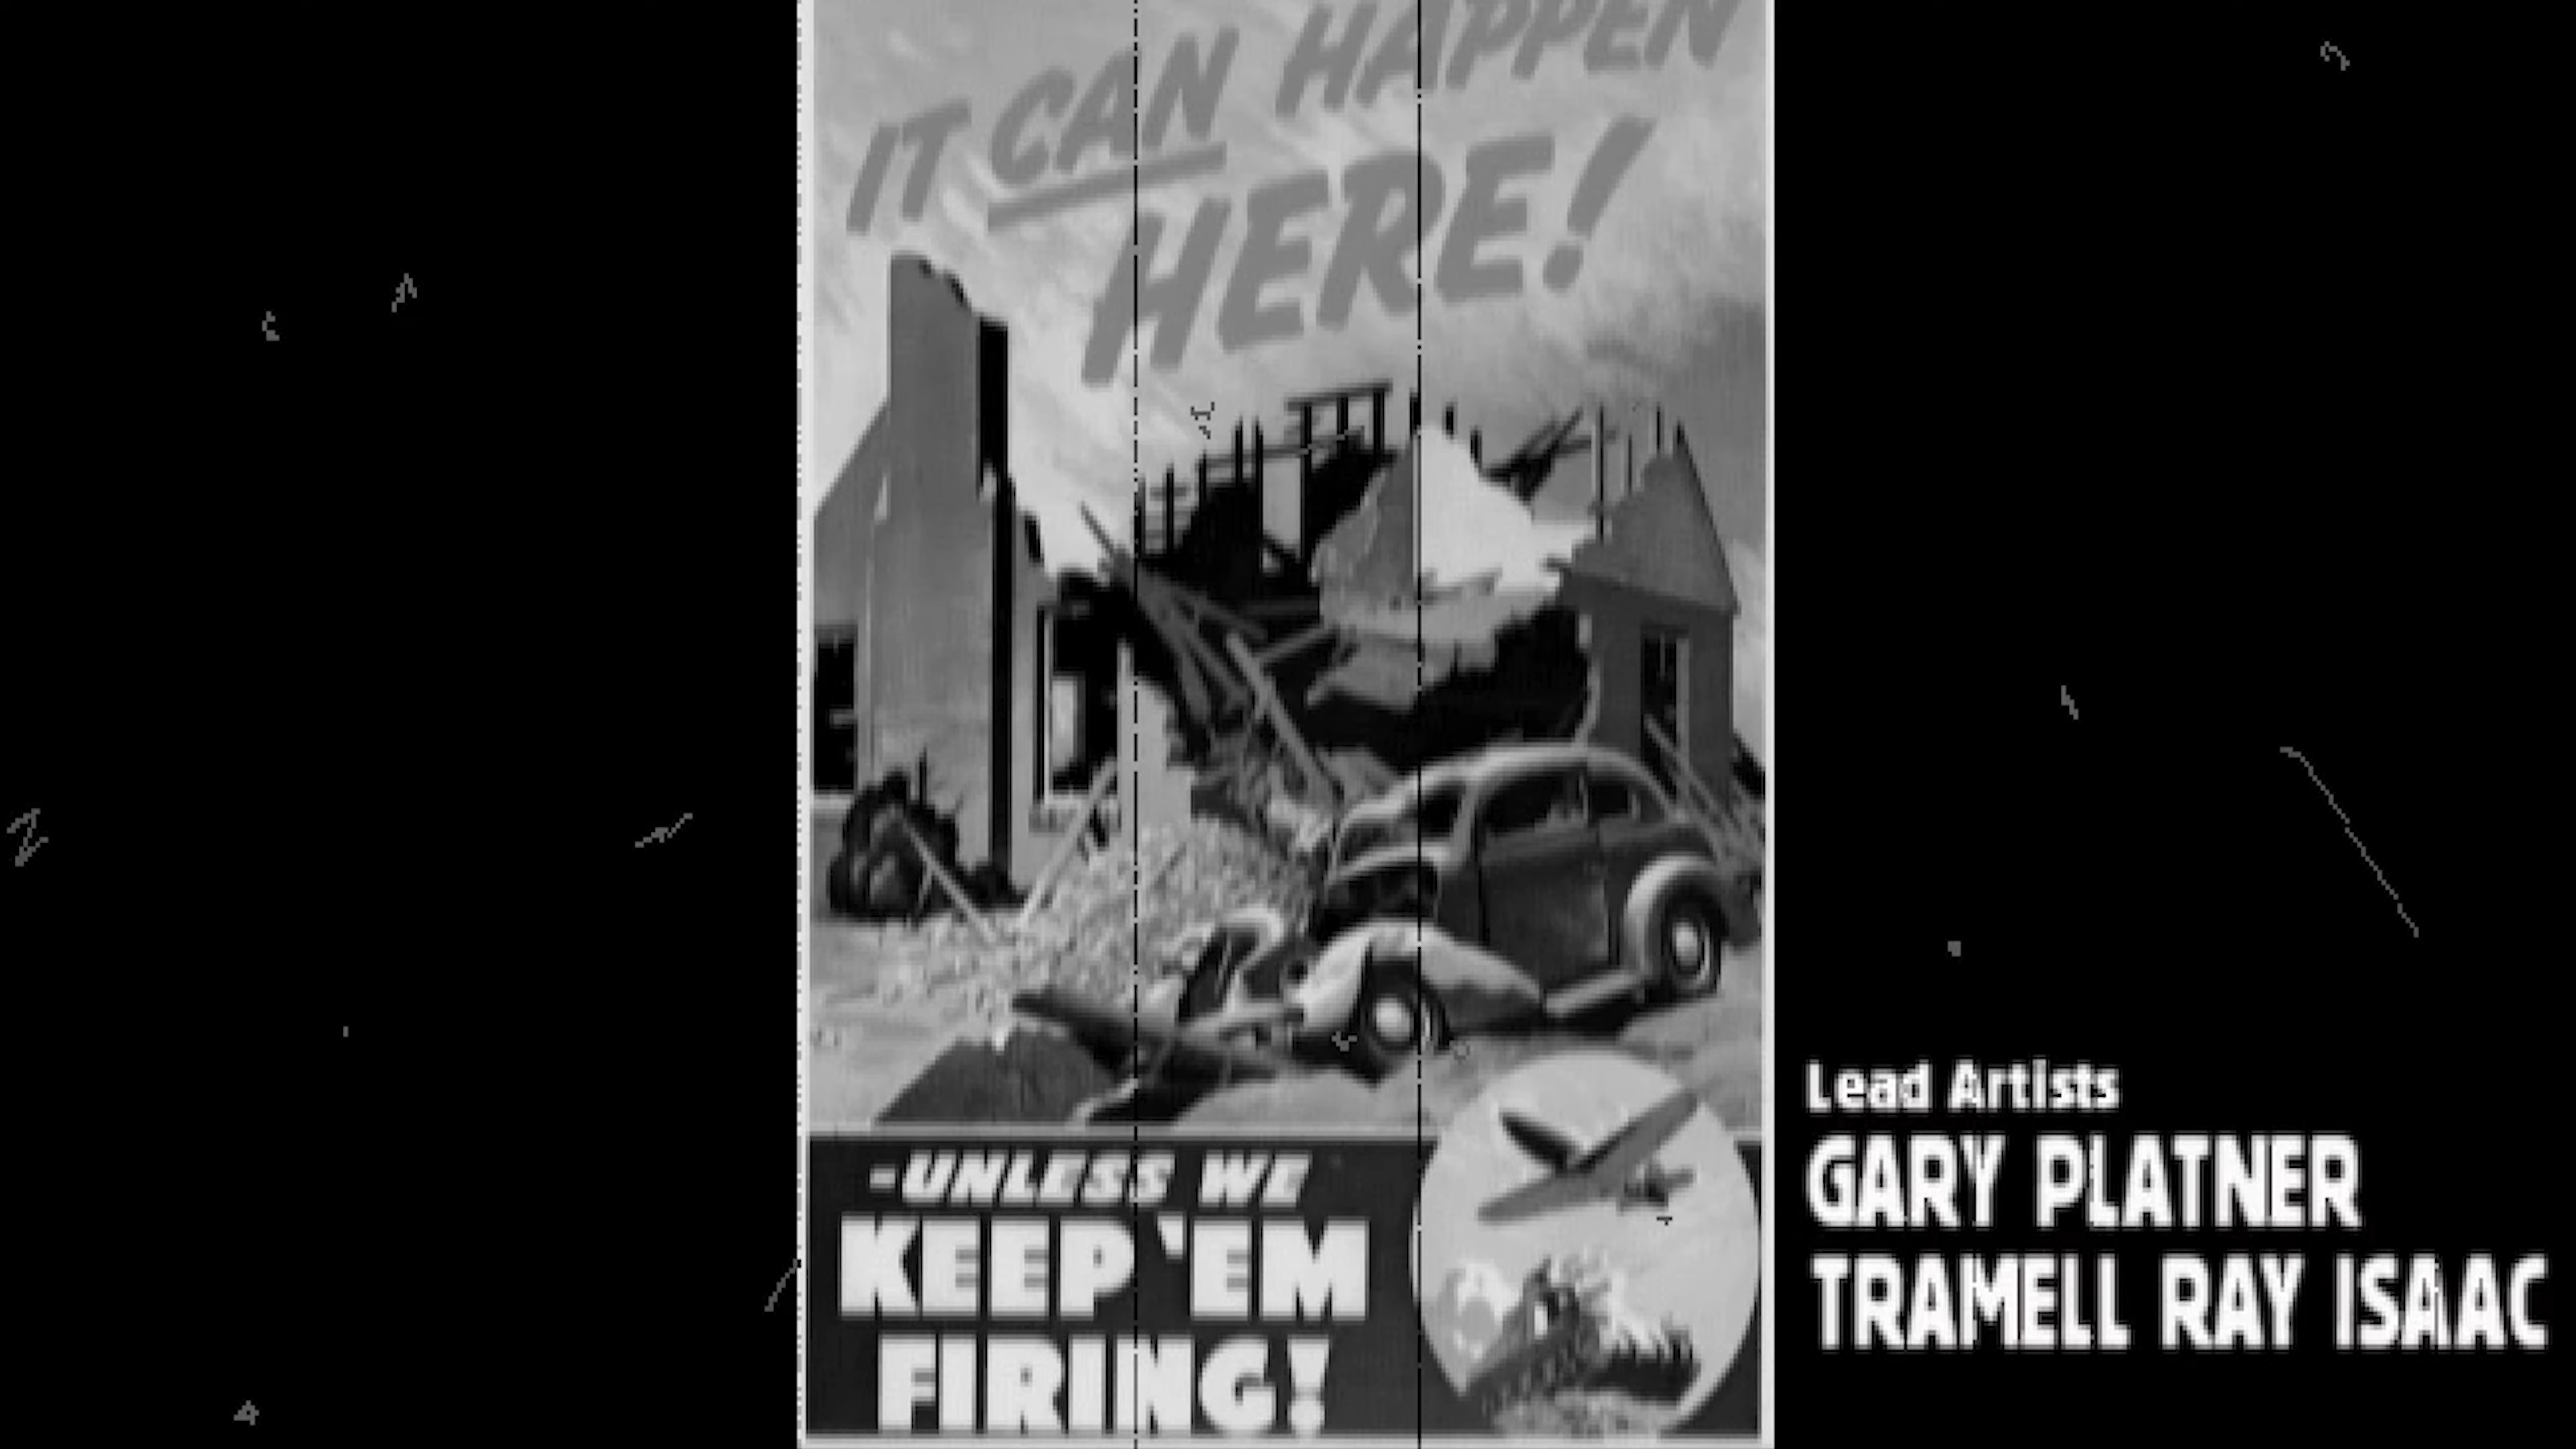 IT CAN HAPPEN
HERE!
-UNLESS WE
KEEP 'EM
FIRING!
Lead Artists
GARY PLATNER
TRAMELL RAY ISAAC